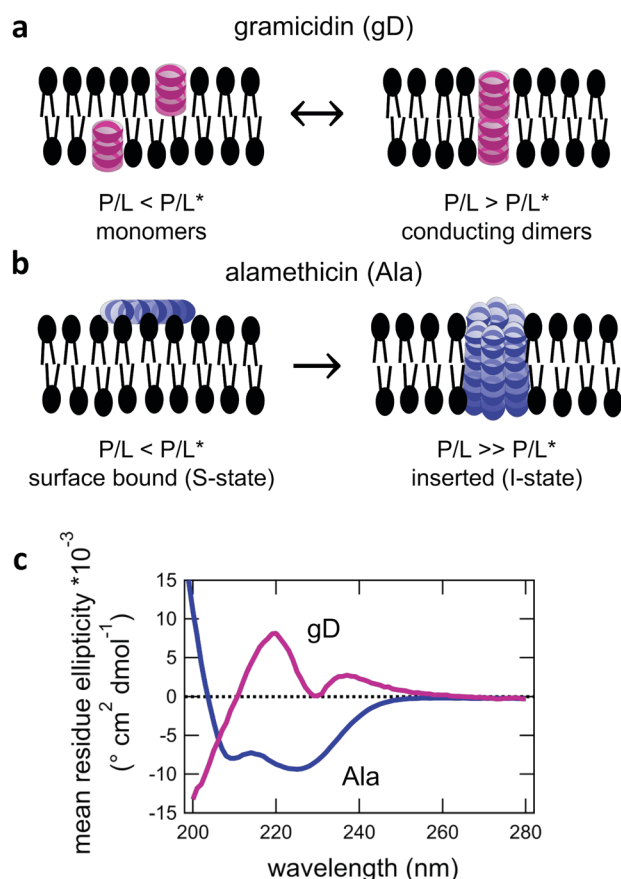 a
gramicidin (gD)
P/L < P/L*
monomers
P/L > P/L*
conducting dimers
b
alamethicin (Ala)
P/L < P/L*
surface bound (S-state)
P/L >> P/L*
inserted (I-state)
c
mean residue ellipticity *10⁻³
(° cm² dmol⁻¹)
15
10
5
0
-5
-10
-15
gD
Ala
200
220
240
260
280
wavelength (nm)